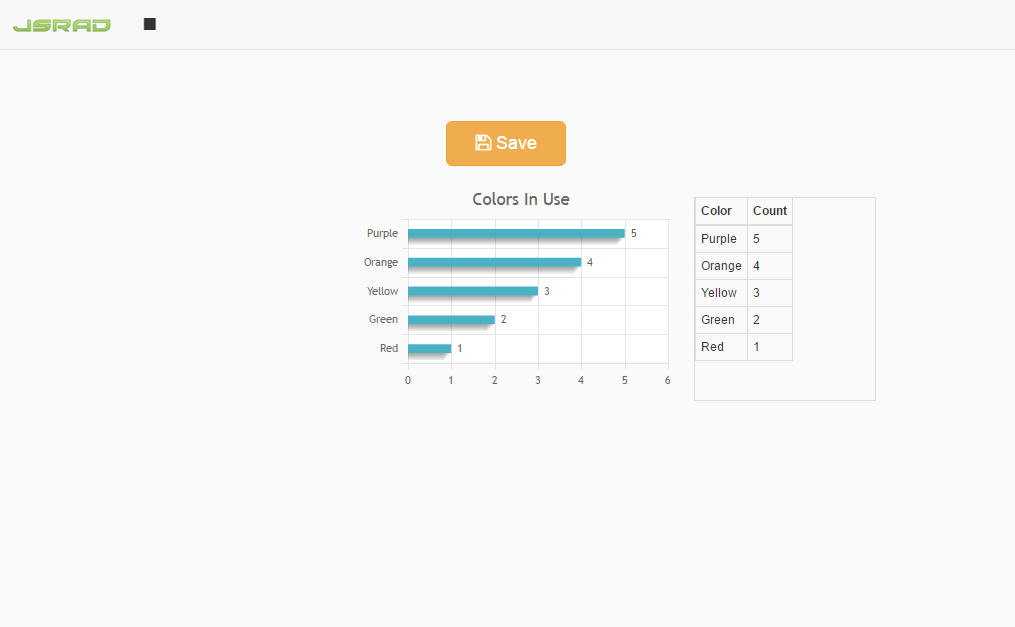 JSRAD
Save
Colors In Use
Purple 5
Orange 4
Yellow 3
Green 2
Red 1
0 1 2 3 4 5 6
Color Count
Purple 5
Orange 4
Yellow 3
Green 2
Red 1